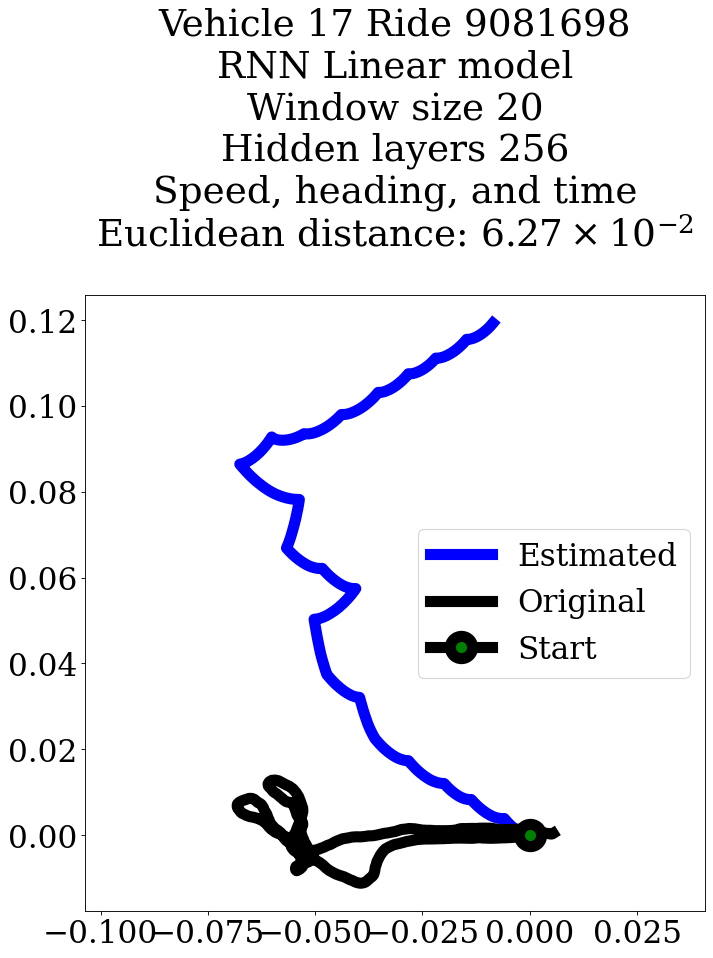 Vehicle 17 Ride 9081698
RNN Linear model
Window size 20
Hidden layers 256
Speed, heading, and time
Euclidean distance: 6.27 × 10⁻²
0.12
0.10
0.08
0.06
0.04
0.02
0.00
Estimated
Original
Start
−0.100 −0.075 −0.050 −0.025 0.000 0.025